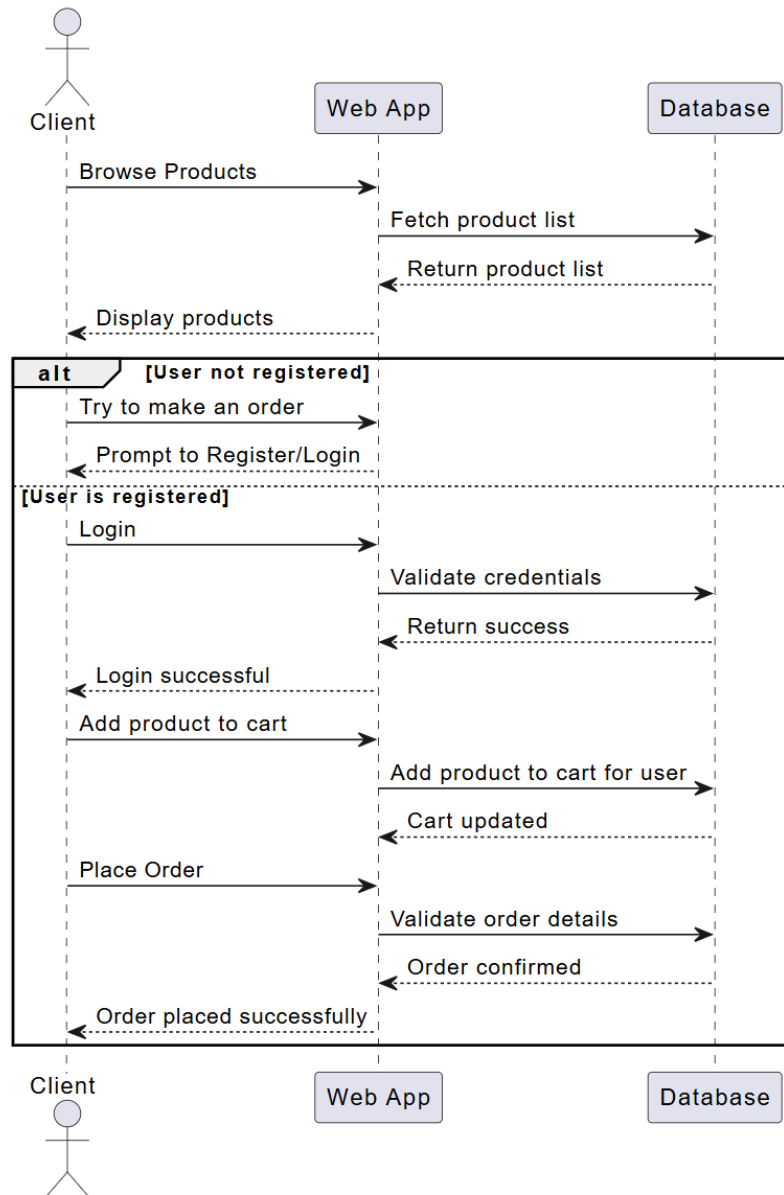 Client
Web App
Database
Browse Products
Fetch product list
Return product list
Display products
alt [User not registered]
Try to make an order
Prompt to Register/Login
[User is registered]
Login
Validate credentials
Return success
Login successful
Add product to cart
Add product to cart for user
Cart updated
Place Order
Validate order details
Order confirmed
Order placed successfully
Client
Web App
Database